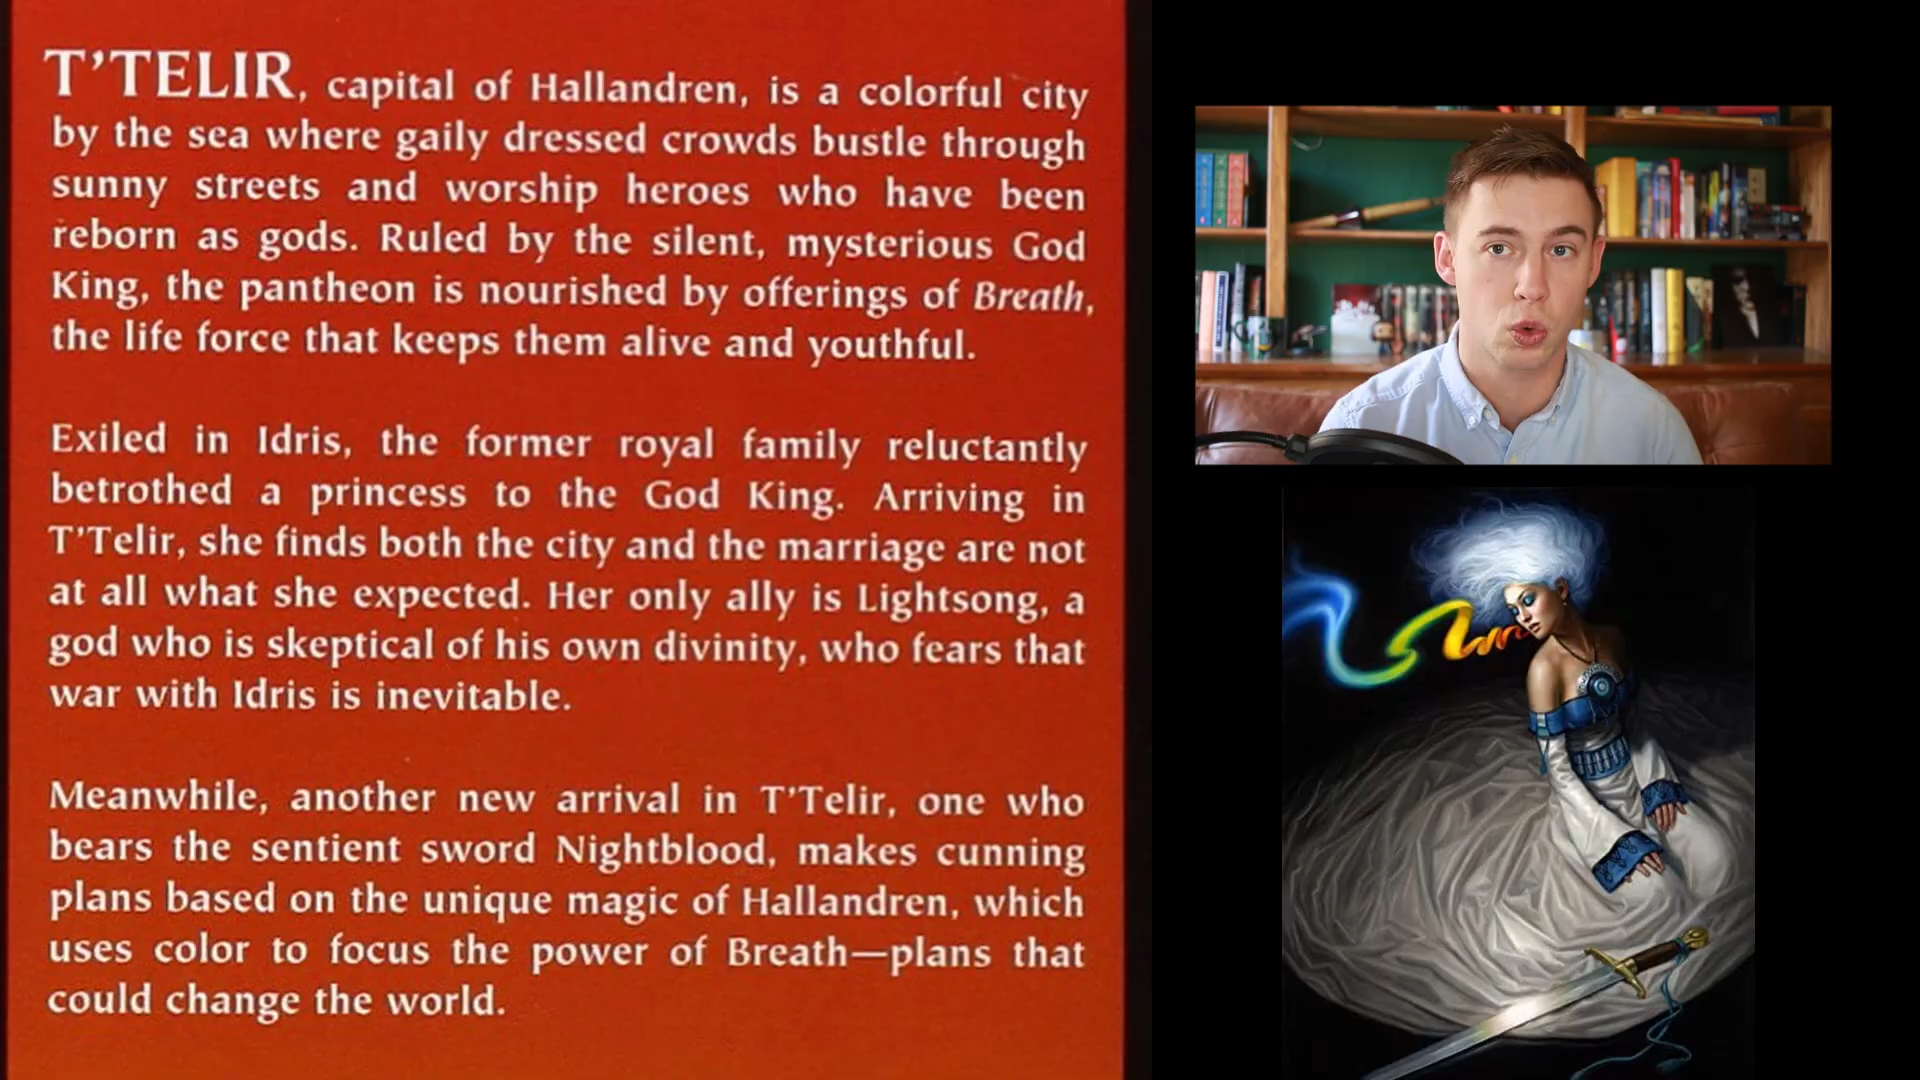 T’TELIR, capital of Hallandren, is a colorful city
by the sea where gaily dressed crowds bustle through
sunny streets and worship heroes who have been
reborn as gods. Ruled by the silent, mysterious God
King, the pantheon is nourished by offerings of Breath,
the life force that keeps them alive and youthful.
Exiled in Idris, the former royal family reluctantly
betrothed a princess to the God King. Arriving in
T’Telir, she finds both the city and the marriage are not
at all what she expected. Her only ally is Lightsong, a
god who is skeptical of his own divinity, who fears that
war with Idris is inevitable.
Meanwhile, another new arrival in T’Telir, one who
bears the sentient sword Nightblood, makes cunning
plans based on the unique magic of Hallandren, which
uses color to focus the power of Breath—plans that
could change the world.